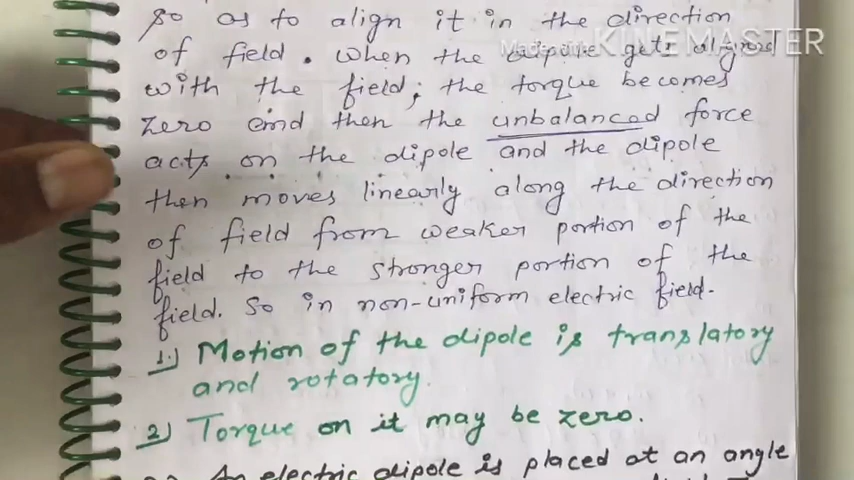 so as to align it in the direction
of field. when the dipole gets aligned
with the field; the torque becomes
zero and then the unbalanced force
acts on the dipole and the dipole
then moves linearly along the direction
of field from weaker portion of the
field to the stronger portion of the
field. So in non-uniform electric field.
1.) Motion of the dipole is translatory
and rotatory.
2) Torque on it may be zero.
An electric dipole is placed at an angle
Made with KINEMASTER